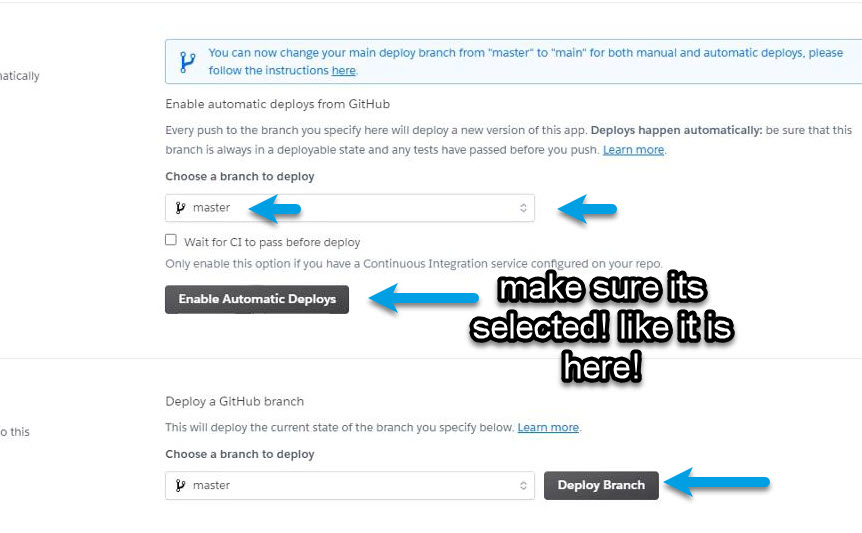 You can now change your main deploy branch from "master" to "main" for both manual and automatic deploys, please
follow the instructions here.
natically
Enable automatic deploys from GitHub
Every push to the branch you specify here will deploy a new version of this app. Deploys happen automatically: be sure that this
branch is always in a deployable state and any tests have passed before you push. Learn more.
Choose a branch to deploy
master
Wait for CI to pass before deploy
Only enable this option if you have a Continuous Integration service configured on your repo.
Enable Automatic Deploys
make sure its
selected! like it is
here!
Deploy a GitHub branch
This will deploy the current state of the branch you specify below. Learn more.
o this
Choose a branch to deploy
master
Deploy Branch